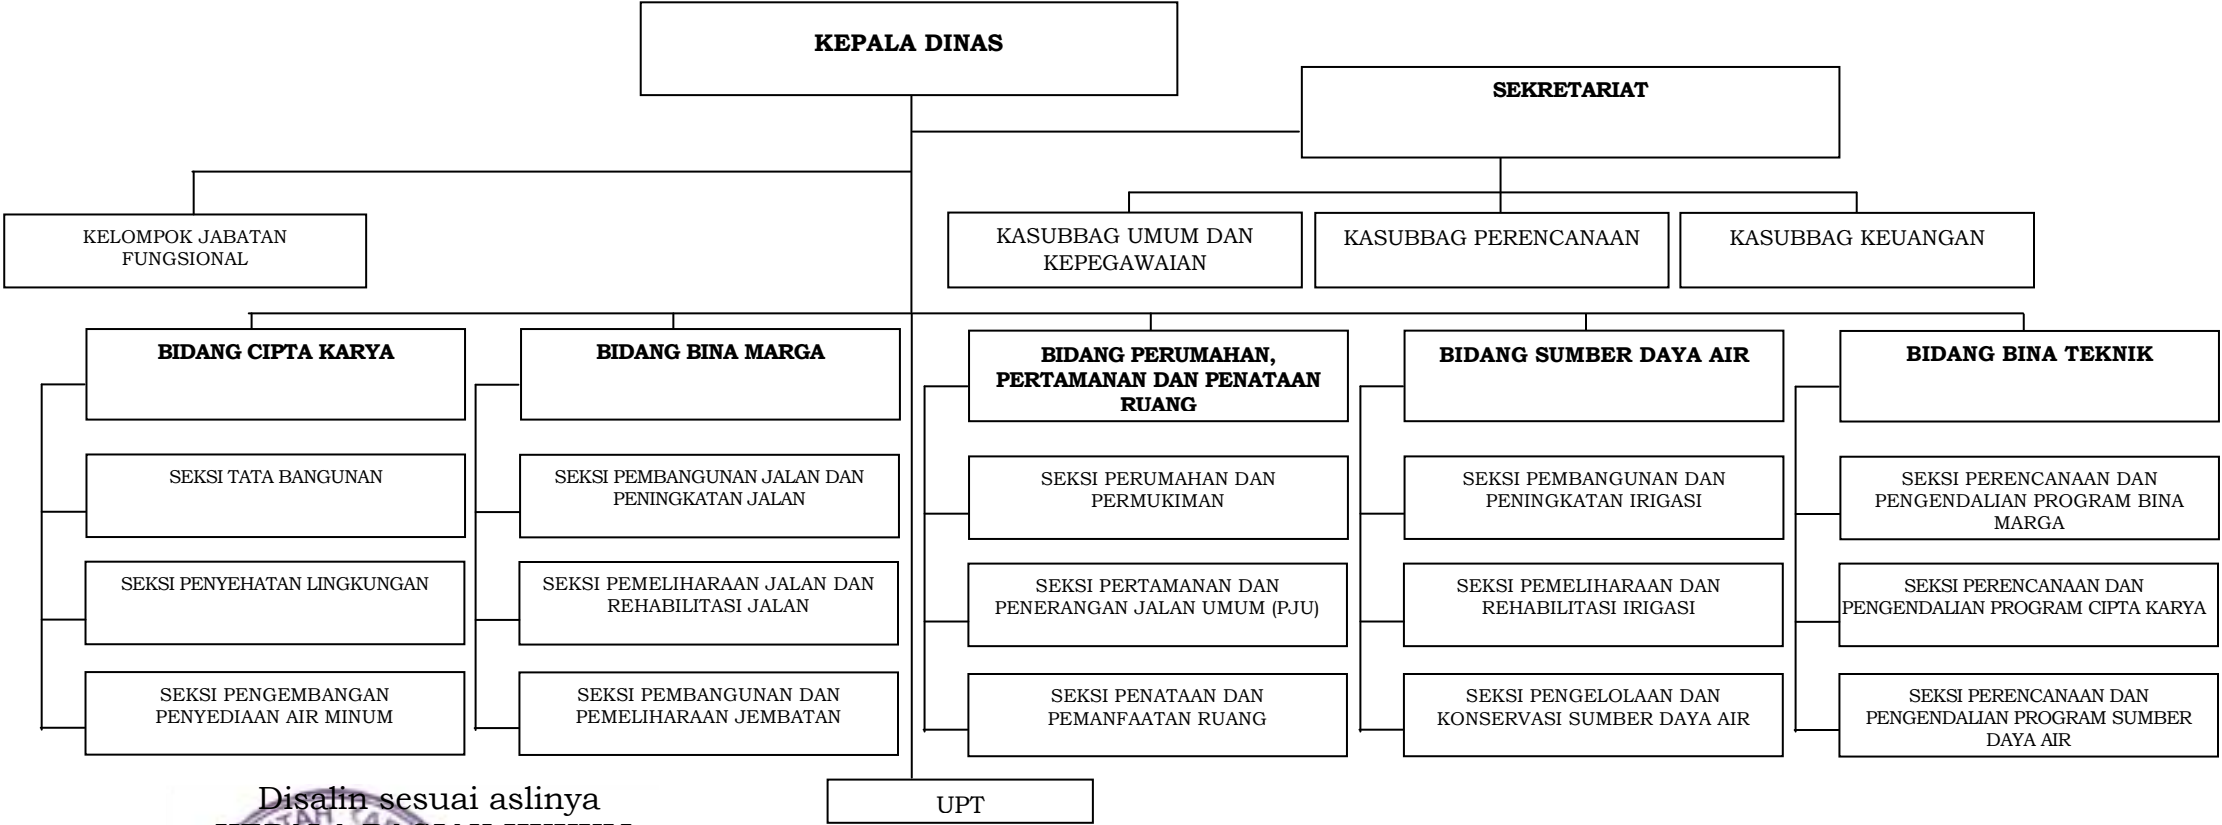 KEPALA DINAS
SEKRETARIAT
KELOMPOK JABATAN
FUNGSIONAL
KASUBBAG UMUM DAN
KEPEGAWAIAN
KASUBBAG PERENCANAAN
KASUBBAG KEUANGAN
BIDANG CIPTA KARYA
SEKSI TATA BANGUNAN
SEKSI PENYEHATAN LINGKUNGAN
SEKSI PENGEMBANGAN
PENYEDIAAN AIR MINUM
BIDANG BINA MARGA
SEKSI PEMBANGUNAN JALAN DAN
PENINGKATAN JALAN
SEKSI PEMELIHARAAN JALAN DAN
REHABILITASI JALAN
SEKSI PEMBANGUNAN DAN
PEMELIHARAAN JEMBATAN
BIDANG PERUMAHAN,
PERTAMANAN DAN PENATAAN
RUANG
SEKSI PERUMAHAN DAN
PERMUKIMAN
SEKSI PERTAMANAN DAN
PENERANGAN JALAN UMUM (PJU)
SEKSI PENATAAN DAN
PEMANFAATAN RUANG
BIDANG SUMBER DAYA AIR
SEKSI PEMBANGUNAN DAN
PENINGKATAN IRIGASI
SEKSI PEMELIHARAAN DAN
REHABILITASI IRIGASI
SEKSI PENGELOLAAN DAN
KONSERVASI SUMBER DAYA AIR
BIDANG BINA TEKNIK
SEKSI PERENCANAAN DAN
PENGENDALIAN PROGRAM BINA
MARGA
SEKSI PERENCANAAN DAN
PENGENDALIAN PROGRAM CIPTA KARYA
SEKSI PERENCANAAN DAN
PENGENDALIAN PROGRAM SUMBER
DAYA AIR
UPT
Disalin sesuai aslinya